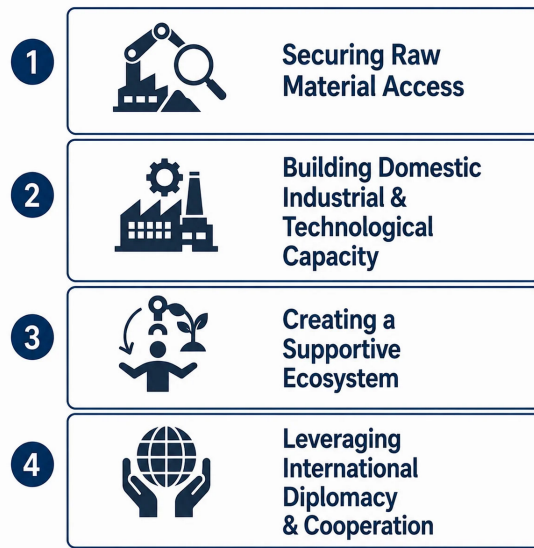 1
Securing Raw
Material Access
2
Building Domestic
Industrial &
Technological
Capacity
3
Creating a
Supportive
Ecosystem
4
Leveraging
International
Diplomacy
& Cooperation